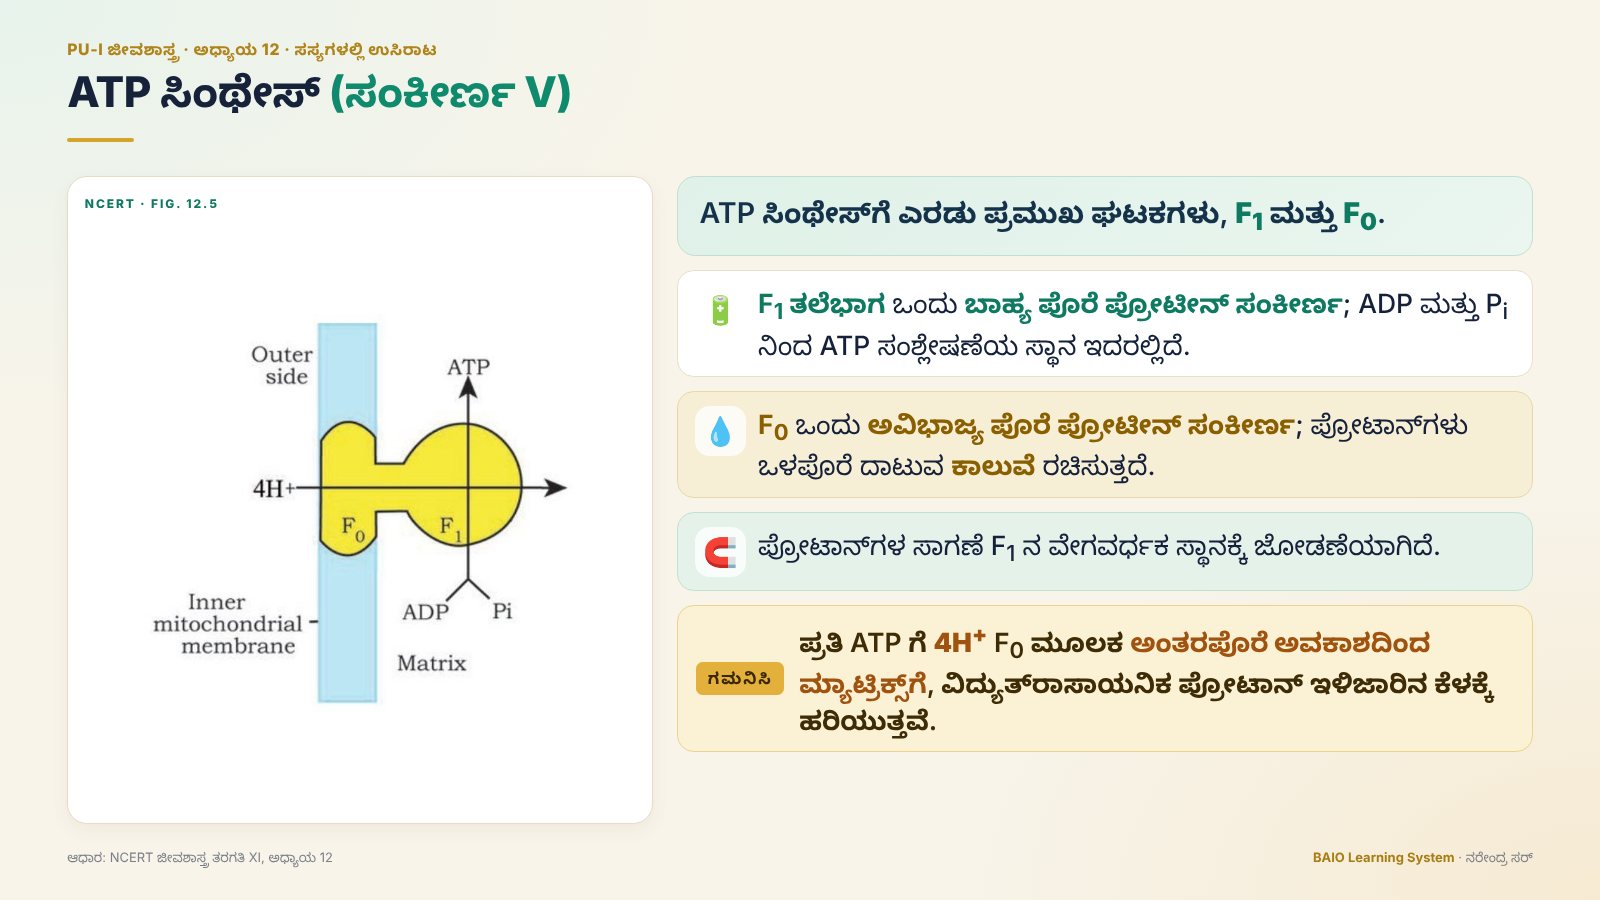 PU-I ಜೀವಶಾಸ್ತ್ರ · ಅಧ್ಯಾಯ 12 · ಸಸ್ಯಗಳಲ್ಲಿ ಉಸಿರಾಟ
ATP ಸಿಂಥೇಸ್ (ಸಂಕೀರ್ಣ V)
NCERT · FIG. 12.5
Outer
side
ATP
4H+
F0
F1
Inner
mitochondrial
membrane
ADP
Pi
Matrix
ATP ಸಿಂಥೇಸ್‌ಗೆ ಎರಡು ಪ್ರಮುಖ ಘಟಕಗಳು, F1 ಮತ್ತು F0.
F1 ತಲೆಭಾಗ ಒಂದು ಬಾಹ್ಯ ಪೊರೆ ಪ್ರೋಟೀನ್ ಸಂಕೀರ್ಣ; ADP ಮತ್ತು Pi
ನಿಂದ ATP ಸಂಶ್ಲೇಷಣೆಯ ಸ್ಥಾನ ಇದರಲ್ಲಿದೆ.
F0 ಒಂದು ಅವಿಭಾಜ್ಯ ಪೊರೆ ಪ್ರೋಟೀನ್ ಸಂಕೀರ್ಣ; ಪ್ರೋಟಾನ್‌ಗಳು
ಒಳಪೊರೆ ದಾಟುವ ಕಾಲುವೆ ರಚಿಸುತ್ತದೆ.
ಪ್ರೋಟಾನ್‌ಗಳ ಸಾಗಣೆ F1 ನ ವೇಗವರ್ಧಕ ಸ್ಥಾನಕ್ಕೆ ಜೋಡಣೆಯಾಗಿದೆ.
ಗಮನಿಸಿ
ಪ್ರತಿ ATP ಗೆ 4H+ F0 ಮೂಲಕ ಅಂತರಪೊರೆ ಅವಕಾಶದಿಂದ
ಮ್ಯಾಟ್ರಿಕ್ಸ್‌ಗೆ, ವಿದ್ಯುತ್‌ರಾಸಾಯನಿಕ ಪ್ರೋಟಾನ್ ಇಳಿಜಾರಿನ ಕೆಳಕ್ಕೆ
ಹರಿಯುತ್ತವೆ.
ಆಧಾರ: NCERT ಜೀವಶಾಸ್ತ್ರ ತರಗತಿ XI, ಅಧ್ಯಾಯ 12
BAIO Learning System · ನರೇಂದ್ರ ಸರ್